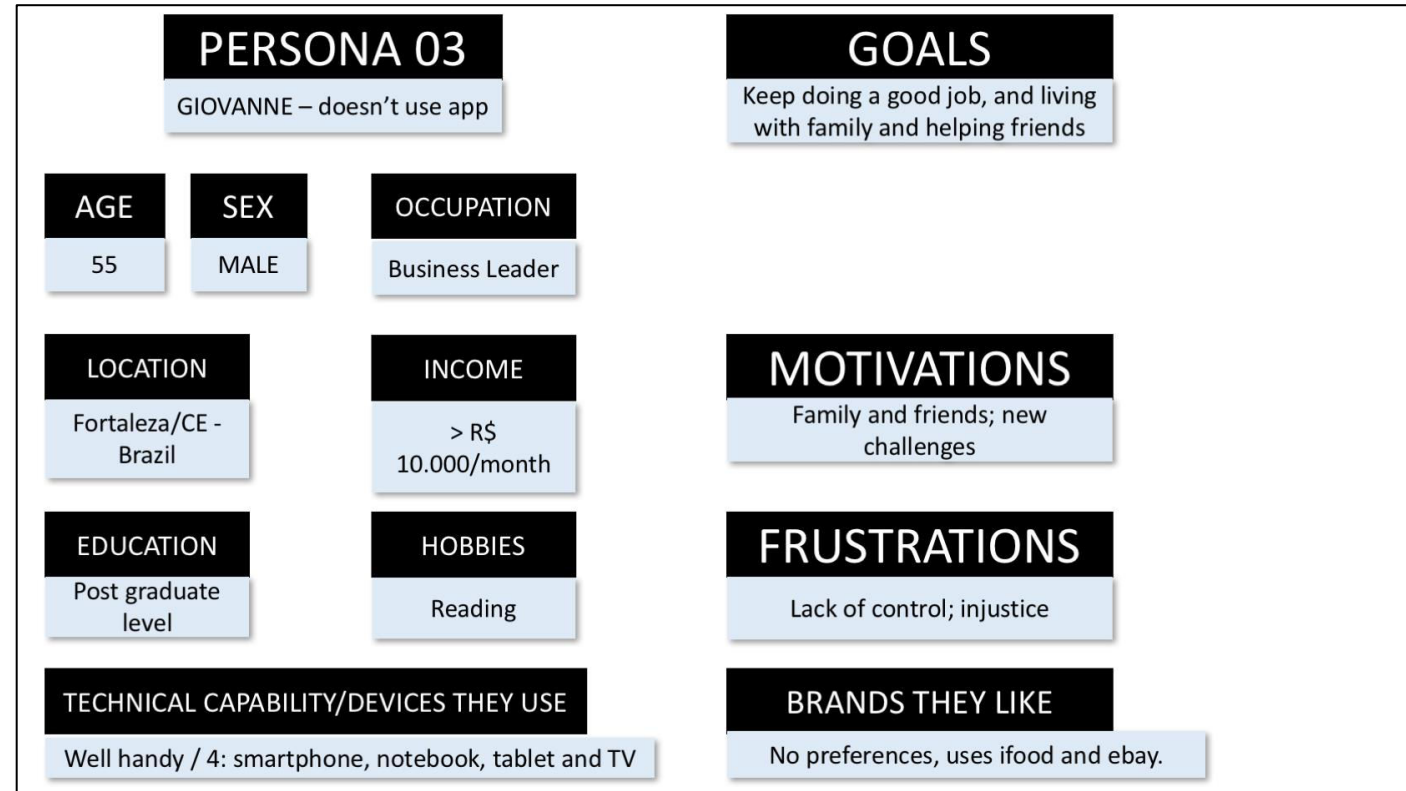 PERSONA 03
GIOVANNE – doesn’t use app
GOALS
Keep doing a good job, and living
with family and helping friends
AGE
55
SEX
MALE
OCCUPATION
Business Leader
LOCATION
Fortaleza/CE -
Brazil
INCOME
> R$
10.000/month
MOTIVATIONS
Family and friends; new
challenges
EDUCATION
Post graduate
level
HOBBIES
Reading
FRUSTRATIONS
Lack of control; injustice
TECHNICAL CAPABILITY/DEVICES THEY USE
Well handy / 4: smartphone, notebook, tablet and TV
BRANDS THEY LIKE
No preferences, uses ifood and ebay.